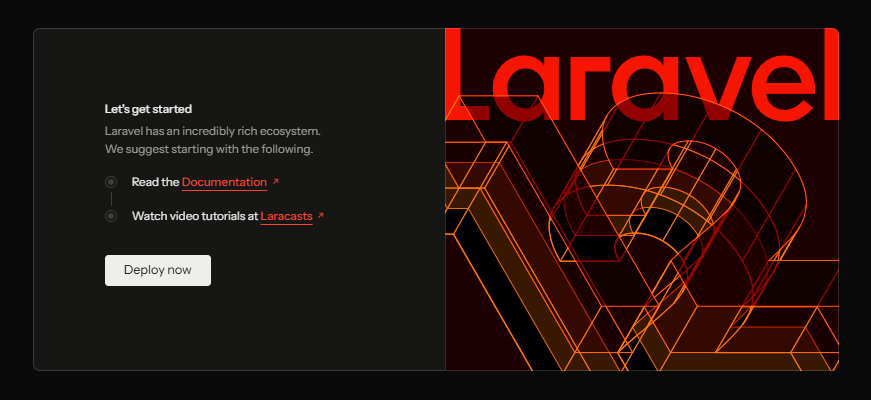 Let's get started
Laravel has an incredibly rich ecosystem.
We suggest starting with the following.
Read the Documentation ↗
Watch video tutorials at Laracasts ↗
Deploy now
Laravel